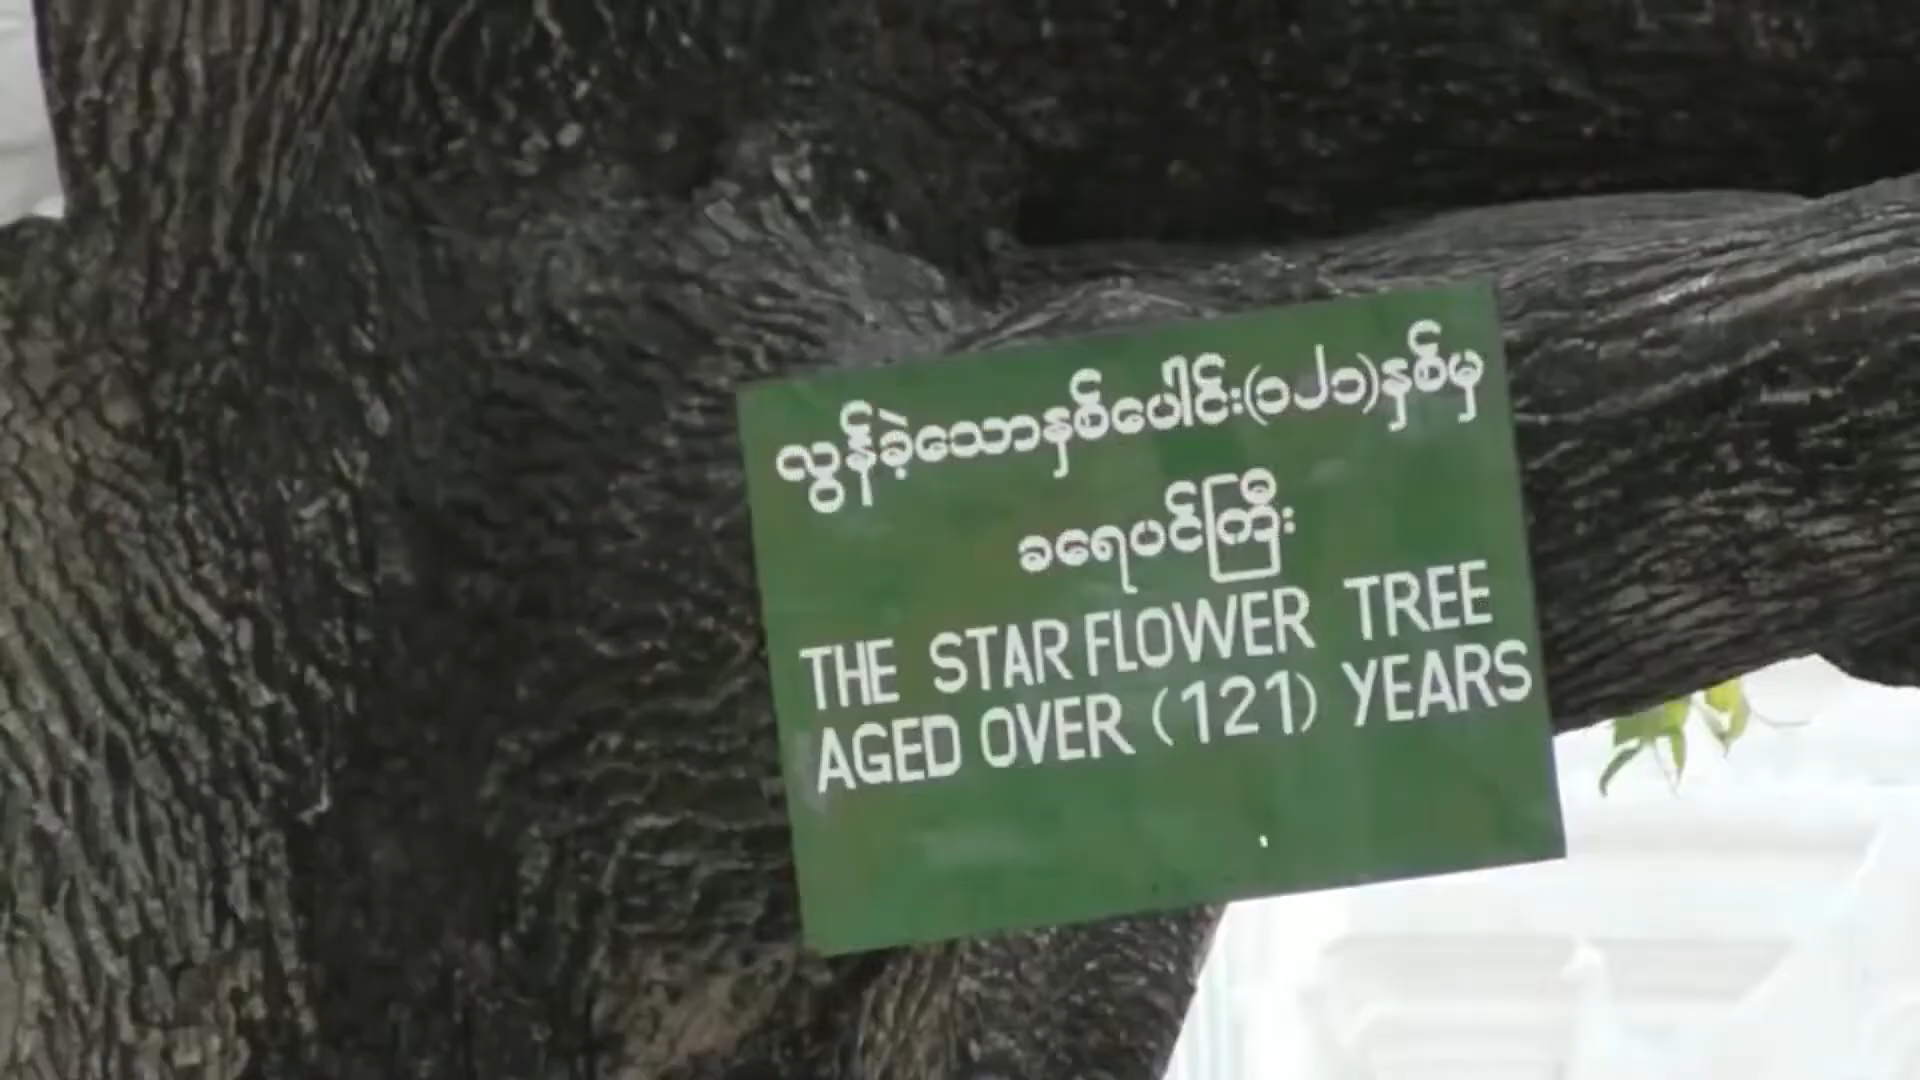 လွန်ခဲ့သောနှစ်ပေါင်း(၁၂၁)နှစ်မှ
ခရေပင်ကြီး
THE STAR FLOWER TREE
AGED OVER (121) YEARS